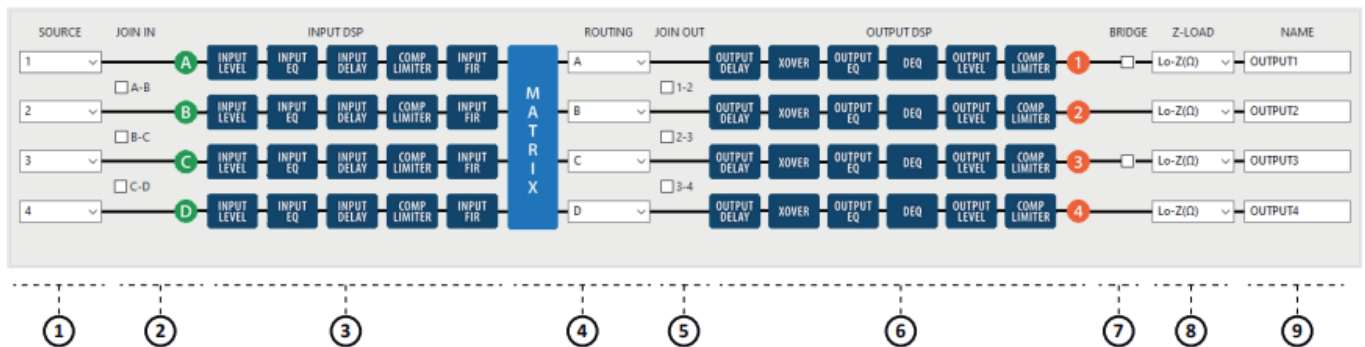 SOURCE JOIN IN INPUT DSP ROUTING JOIN OUT OUTPUT DSP BRIDGE Z-LOAD NAME
1 A INPUT LEVEL INPUT EQ INPUT DELAY COMP LIMITER INPUT FIR A OUTPUT DELAY XOVER OUTPUT EQ DEQ OUTPUT LEVEL COMP LIMITER 1 Lo-Z(Ω) OUTPUT1
A-B 1-2
MATRIX
2 B INPUT LEVEL INPUT EQ INPUT DELAY COMP LIMITER INPUT FIR B OUTPUT DELAY XOVER OUTPUT EQ DEQ OUTPUT LEVEL COMP LIMITER 2 Lo-Z(Ω) OUTPUT2
B-C 2-3
3 C INPUT LEVEL INPUT EQ INPUT DELAY COMP LIMITER INPUT FIR C OUTPUT DELAY XOVER OUTPUT EQ DEQ OUTPUT LEVEL COMP LIMITER 3 Lo-Z(Ω) OUTPUT3
C-D 3-4
4 D INPUT LEVEL INPUT EQ INPUT DELAY COMP LIMITER INPUT FIR D OUTPUT DELAY XOVER OUTPUT EQ DEQ OUTPUT LEVEL COMP LIMITER 4 Lo-Z(Ω) OUTPUT4
1 2 3 4 5 6 7 8 9